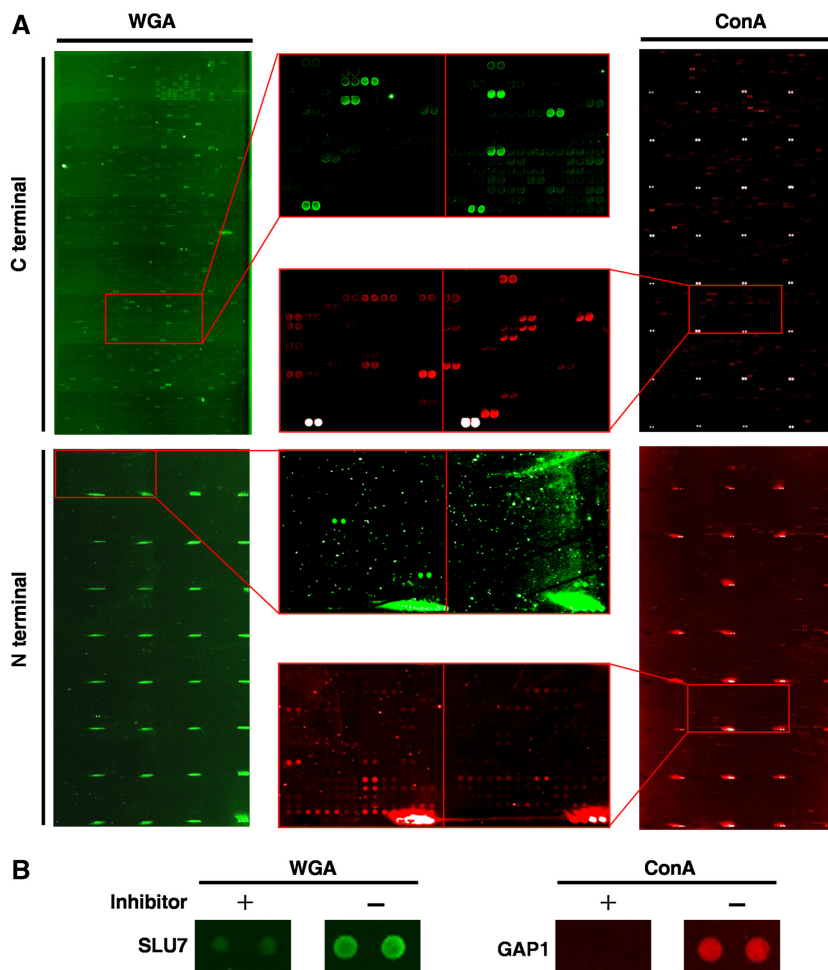 A
WGA
ConA
C terminal
N terminal
B
WGA
ConA
Inhibitor
+
−
+
−
SLU7
GAP1